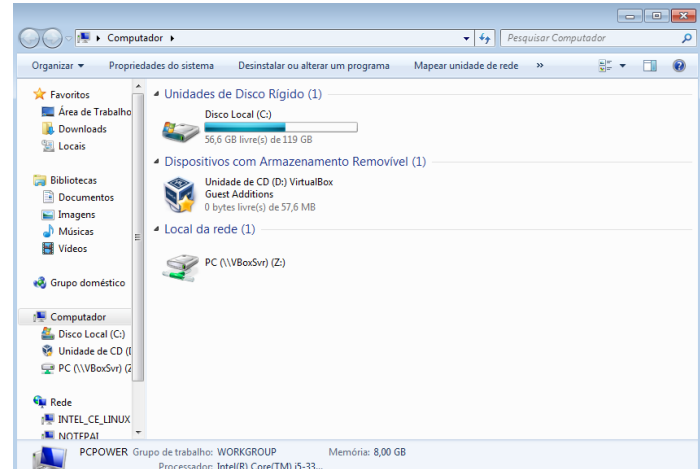 Computador
Pesquisar Computador
Organizar
Propriedades do sistema
Desinstalar ou alterar um programa
Mapear unidade de rede
»
Favoritos
Área de Trabalho
Downloads
Locais
Bibliotecas
Documentos
Imagens
Músicas
Vídeos
Grupo doméstico
Computador
Disco Local (C:)
Unidade de CD (
PC (\\VBoxSvr) (
Rede
INTEL_CE_LINUX
NOTEPAI
Unidades de Disco Rígido (1)
Disco Local (C:)
56,6 GB livre(s) de 119 GB
Dispositivos com Armazenamento Removível (1)
Unidade de CD (D:) VirtualBox
Guest Additions
0 bytes livre(s) de 57,6 MB
Local da rede (1)
PC (\\VBoxSvr) (Z:)
PCPOWER Grupo de trabalho: WORKGROUP Memória: 8,00 GB
Processador: Intel(R) Core(TM) i5-33...